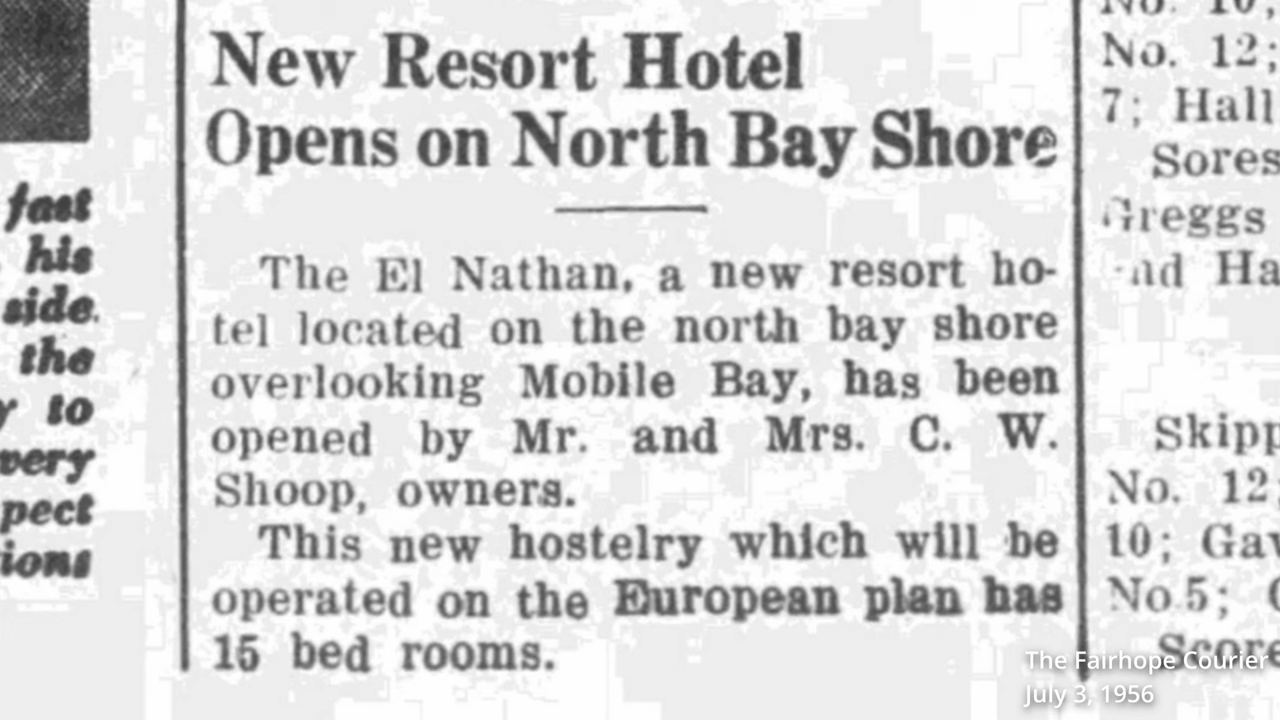 New Resort Hotel
Opens on North Bay Shore
The El Nathan, a new resort ho-
tel located on the north bay shore
overlooking Mobile Bay, has been
opened by Mr. and Mrs. C. W.
Shoop, owners.
This new hostelry which will be
operated on the European plan has
15 bed rooms.
fast
his
side.
the
to
very
pect
ions
No. 10;
No. 12;
7; Hall
Sores
Greggs
Ha
Skipp
No. 12;
10; Gav
No.5;
Score
The Fairhope Courier
July 3, 1956